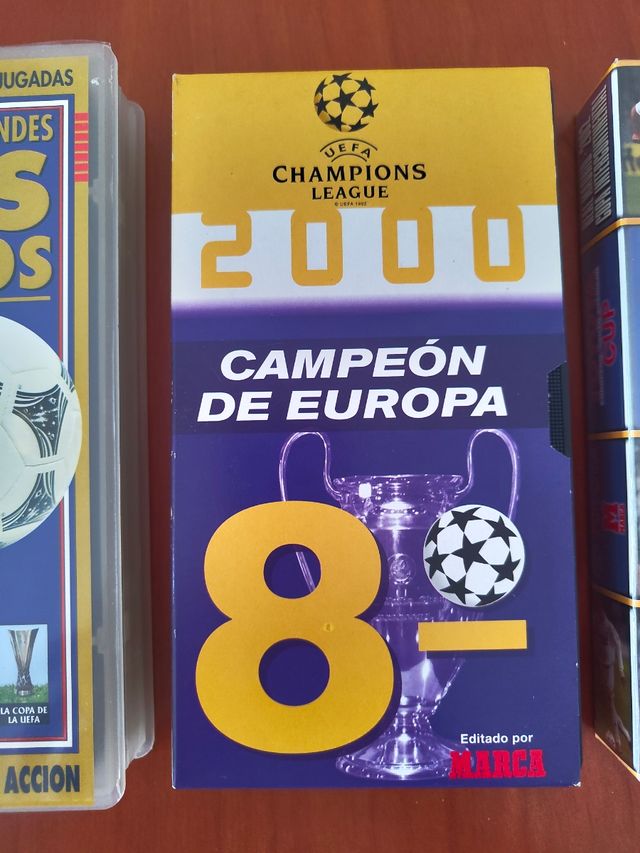 JUGADAS
NDES
S
OS
LA COPA DE
LA UEFA
ACCION
UEFA
CHAMPIONS
LEAGUE
© UEFA 1992
2000
CAMPEÓN
DE EUROPA
8ª
Editado por
MARCA
CUP